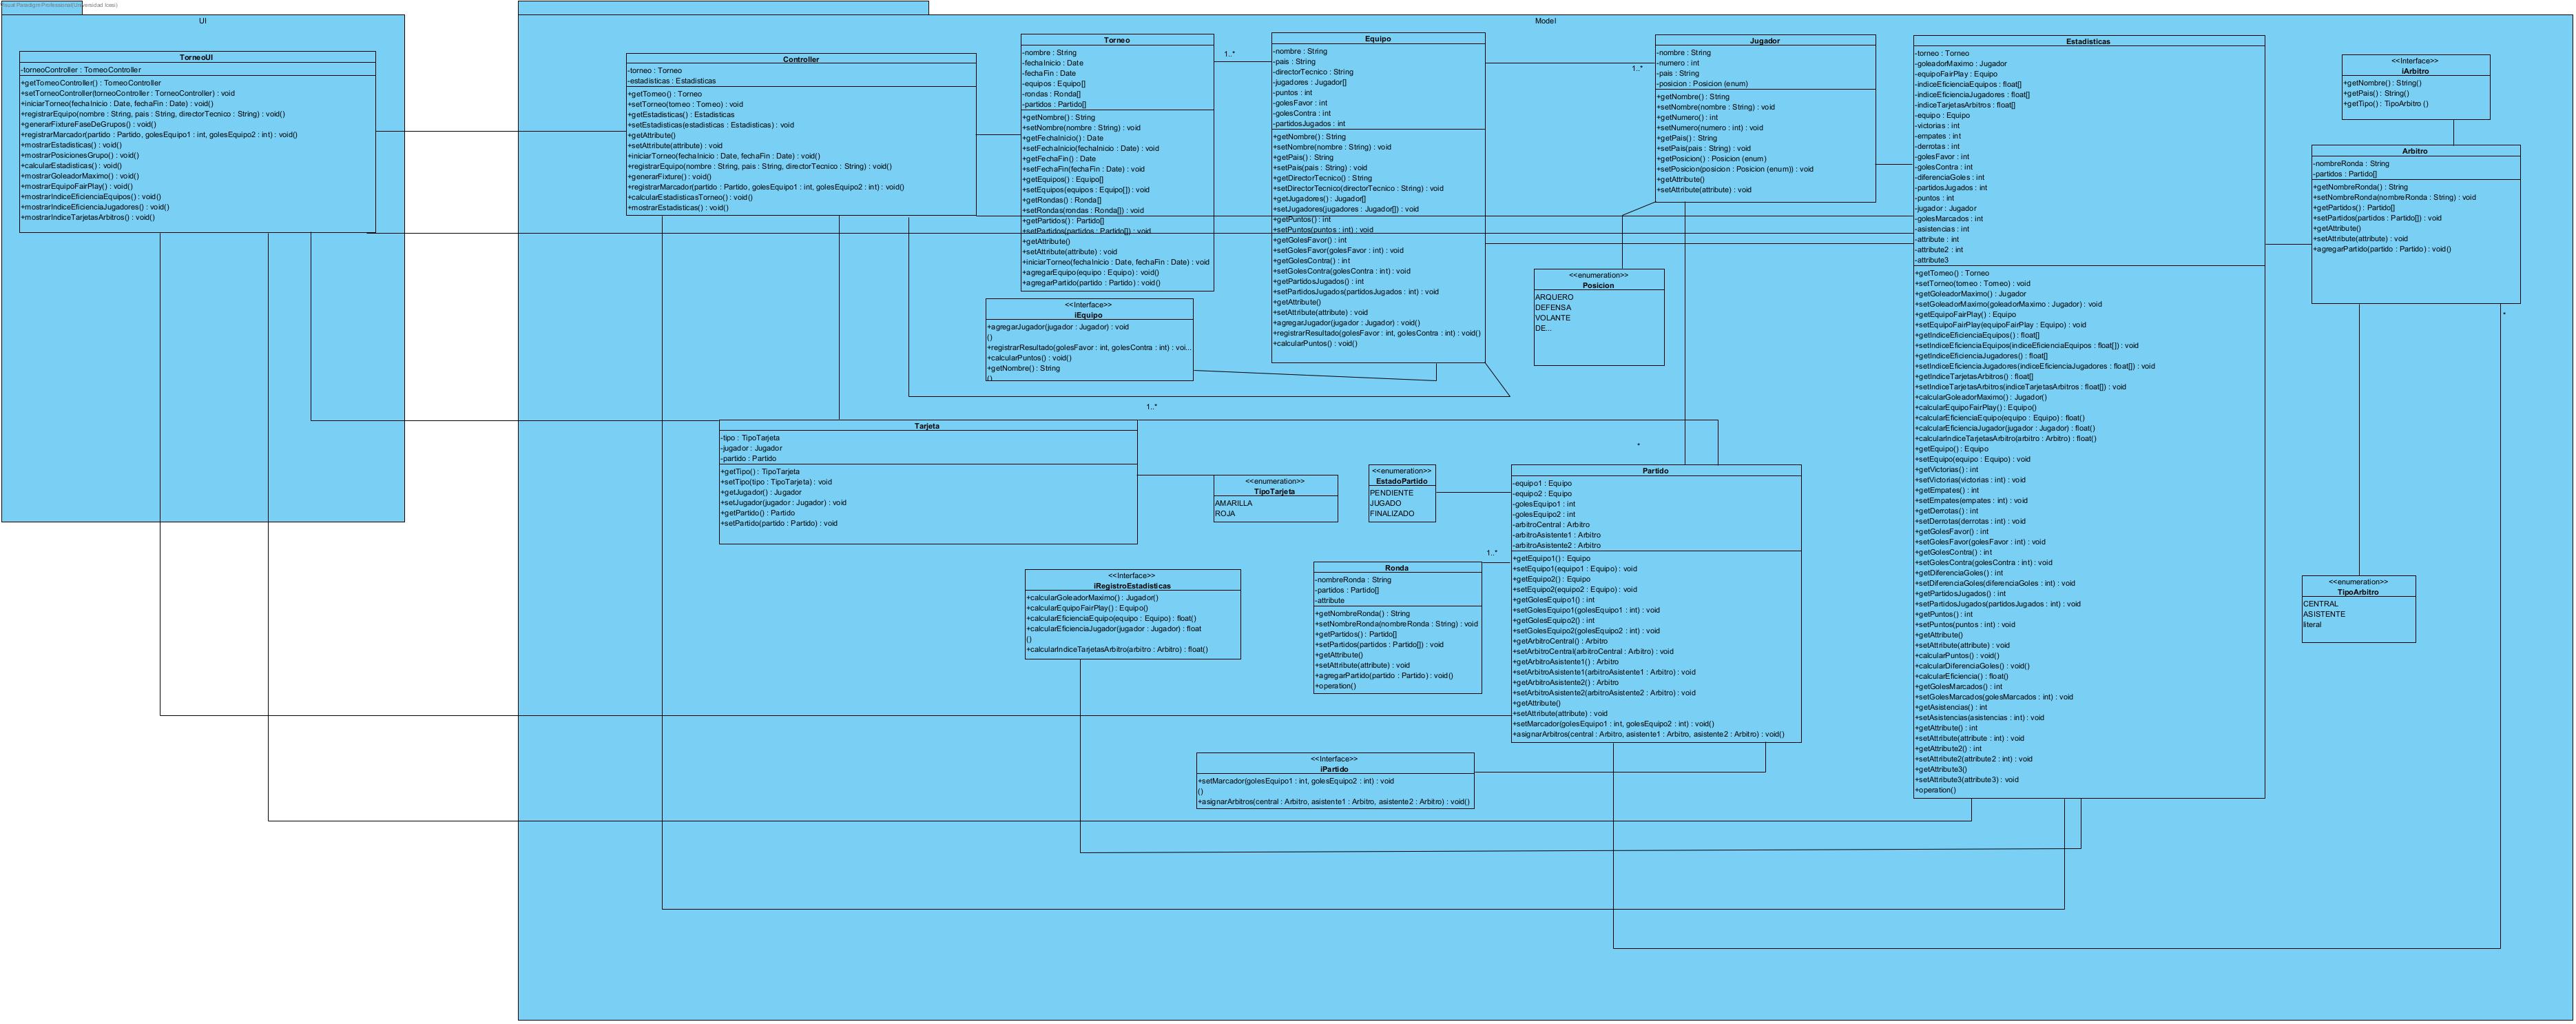 Visual Paradigm Professional(Universidad Icesi)
UI
TorneoUI
-torneoController : TorneoController
+getTorneoController() : TorneoController
+setTorneoController(torneoController : TorneoController) : void
+iniciarTorneo(fechaInicio : Date, fechaFin : Date) : void()
+registrarEquipo(nombre : String, pais : String, directorTecnico : String) : void()
+generarFixtureFaseDeGrupos() : void()
+registrarMarcador(partido : Partido, golesEquipo1 : int, golesEquipo2 : int) : void()
+mostrarEstadisticas() : void()
+mostrarPosicionesGrupo() : void()
+calcularEstadisticas() : void()
+mostrarGoleadorMaximo() : void()
+mostrarEquipoFairPlay() : void()
+mostrarIndiceEficienciaEquipos() : void()
+mostrarIndiceEficienciaJugadores() : void()
+mostrarIndiceTarjetasArbitros() : void()
Model
Controller
-torneo : Torneo
-estadisticas : Estadisticas
+getTorneo() : Torneo
+setTorneo(torneo : Torneo) : void
+getEstadisticas() : Estadisticas
+setEstadisticas(estadisticas : Estadisticas) : void
+getAttribute()
+setAttribute(attribute) : void
+iniciarTorneo(fechaInicio : Date, fechaFin : Date) : void()
+registrarEquipo(nombre : String, pais : String, directorTecnico : String) : void()
+generarFixture() : void()
+registrarMarcador(partido : Partido, golesEquipo1 : int, golesEquipo2 : int) : void()
+calcularEstadisticasTorneo() : void()
+mostrarEstadisticas() : void()
Torneo
-nombre : String
-fechaInicio : Date
-fechaFin : Date
-equipos : Equipo[]
-rondas : Ronda[]
-partidos : Partido[]
+getNombre() : String
+setNombre(nombre : String) : void
+getFechaInicio() : Date
+setFechaInicio(fechaInicio : Date) : void
+getFechaFin() : Date
+setFechaFin(fechaFin : Date) : void
+getEquipos() : Equipo[]
+setEquipos(equipos : Equipo[]) : void
+getRondas() : Ronda[]
+setRondas(rondas : Ronda[]) : void
+getPartidos() : Partido[]
+setPartidos(partidos : Partido[]) : void
+getAttribute()
+setAttribute(attribute) : void
+iniciarTorneo(fechaInicio : Date, fechaFin : Date) : void
+agregarEquipo(equipo : Equipo) : void()
+agregarPartido(partido : Partido) : void()
1..*
Equipo
-nombre : String
-pais : String
-directorTecnico : String
-jugadores : Jugador[]
-puntos : int
-golesFavor : int
-golesContra : int
-partidosJugados : int
+getNombre() : String
+setNombre(nombre : String) : void
+getPais() : String
+setPais(pais : String) : void
+getDirectorTecnico() : String
+setDirectorTecnico(directorTecnico : String) : void
+getJugadores() : Jugador[]
+setJugadores(jugadores : Jugador[]) : void
+getPuntos() : int
+setPuntos(puntos : int) : void
+getGolesFavor() : int
+setGolesFavor(golesFavor : int) : void
+getGolesContra() : int
+setGolesContra(golesContra : int) : void
+getPartidosJugados() : int
+setPartidosJugados(partidosJugados : int) : void
+getAttribute()
+setAttribute(attribute) : void
+agregarJugador(jugador : Jugador) : void()
+registrarResultado(golesFavor : int, golesContra : int) : void()
+calcularPuntos() : void()
1..*
Jugador
-nombre : String
-numero : int
-pais : String
-posicion : Posicion (enum)
+getNombre() : String
+setNombre(nombre : String) : void
+getNumero() : int
+setNumero(numero : int) : void
+getPais() : String
+setPais(pais : String) : void
+getPosicion() : Posicion (enum)
+setPosicion(posicion : Posicion (enum)) : void
+getAttribute()
+setAttribute(attribute) : void
Estadisticas
-torneo : Torneo
-goleadorMaximo : Jugador
-equipoFairPlay : Equipo
-indiceEficienciaEquipos : float[]
-indiceEficienciaJugadores : float[]
-indiceTarjetasArbitros : float[]
-equipo : Equipo
-victorias : int
-empates : int
-derrotas : int
-golesFavor : int
-golesContra : int
-diferenciaGoles : int
-partidosJugados : int
-puntos : int
-jugador : Jugador
-golesMarcados : int
-asistencias : int
-attribute : int
-attribute2 : int
-attribute3
+getTorneo() : Torneo
+setTorneo(torneo : Torneo) : void
+getGoleadorMaximo() : Jugador
+setGoleadorMaximo(goleadorMaximo : Jugador) : void
+getEquipoFairPlay() : Equipo
+setEquipoFairPlay(equipoFairPlay : Equipo) : void
+getIndiceEficienciaEquipos() : float[]
+setIndiceEficienciaEquipos(indiceEficienciaEquipos : float[]) : void
+getIndiceEficienciaJugadores() : float[]
+setIndiceEficienciaJugadores(indiceEficienciaJugadores : float[]) : void
+getIndiceTarjetasArbitros() : float[]
+setIndiceTarjetasArbitros(indiceTarjetasArbitros : float[]) : void
+calcularGoleadorMaximo() : Jugador()
+calcularEquipoFairPlay() : Equipo()
+calcularEficienciaEquipo(equipo : Equipo) : float()
+calcularEficienciaJugador(jugador : Jugador) : float()
+calcularIndiceTarjetasArbitro(arbitro : Arbitro) : float()
+getEquipo() : Equipo
+setEquipo(equipo : Equipo) : void
+getVictorias() : int
+setVictorias(victorias : int) : void
+getEmpates() : int
+setEmpates(empates : int) : void
+getDerrotas() : int
+setDerrotas(derrotas : int) : void
+getGolesFavor() : int
+setGolesFavor(golesFavor : int) : void
+getGolesContra() : int
+setGolesContra(golesContra : int) : void
+getDiferenciaGoles() : int
+setDiferenciaGoles(diferenciaGoles : int) : void
+getPartidosJugados() : int
+setPartidosJugados(partidosJugados : int) : void
+getPuntos() : int
+setPuntos(puntos : int) : void
+getAttribute()
+setAttribute(attribute) : void
+calcularPuntos() : void()
+calcularDiferenciaGoles() : void()
+calcularEficiencia() : float()
+getGolesMarcados() : int
+setGolesMarcados(golesMarcados : int) : void
+getAsistencias() : int
+setAsistencias(asistencias : int) : void
+getAttribute() : int
+setAttribute(attribute : int) : void
+getAttribute2() : int
+setAttribute2(attribute2 : int) : void
+getAttribute3()
+setAttribute3(attribute3) : void
+operation()
<<Interface>>
iArbitro
+getNombre() : String()
+getPais() : String()
+getTipo() : TipoArbitro ()
Arbitro
-nombreRonda : String
-partidos : Partido[]
+getNombreRonda() : String
+setNombreRonda(nombreRonda : String) : void
+getPartidos() : Partido[]
+setPartidos(partidos : Partido[]) : void
+getAttribute()
+setAttribute(attribute) : void
+agregarPartido(partido : Partido) : void()
*
<<Interface>>
iEquipo
+agregarJugador(jugador : Jugador) : void
()
+registrarResultado(golesFavor : int, golesContra : int) : voi...
+calcularPuntos() : void()
+getNombre() : String
()
<<enumeration>>
Posicion
ARQUERO
DEFENSA
VOLANTE
DE...
1..*
Tarjeta
-tipo : TipoTarjeta
-jugador : Jugador
-partido : Partido
+getTipo() : TipoTarjeta
+setTipo(tipo : TipoTarjeta) : void
+getJugador() : Jugador
+setJugador(jugador : Jugador) : void
+getPartido() : Partido
+setPartido(partido : Partido) : void
<<enumeration>>
TipoTarjeta
AMARILLA
ROJA
<<enumeration>>
EstadoPartido
PENDIENTE
JUGADO
FINALIZADO
*
Partido
-equipo1 : Equipo
-equipo2 : Equipo
-golesEquipo1 : int
-golesEquipo2 : int
-arbitroCentral : Arbitro
-arbitroAsistente1 : Arbitro
-arbitroAsistente2 : Arbitro
+getEquipo1() : Equipo
+setEquipo1(equipo1 : Equipo) : void
+getEquipo2() : Equipo
+setEquipo2(equipo2 : Equipo) : void
+getGolesEquipo1() : int
+setGolesEquipo1(golesEquipo1 : int) : void
+getGolesEquipo2() : int
+setGolesEquipo2(golesEquipo2 : int) : void
+getArbitroCentral() : Arbitro
+setArbitroCentral(arbitroCentral : Arbitro) : void
+getArbitroAsistente1() : Arbitro
+setArbitroAsistente1(arbitroAsistente1 : Arbitro) : void
+getArbitroAsistente2() : Arbitro
+setArbitroAsistente2(arbitroAsistente2 : Arbitro) : void
+getAttribute()
+setAttribute(attribute) : void
+setMarcador(golesEquipo1 : int, golesEquipo2 : int) : void()
+asignarArbitros(central : Arbitro, asistente1 : Arbitro, asistente2 : Arbitro) : void()
1..*
Ronda
-nombreRonda : String
-partidos : Partido[]
-attribute
+getNombreRonda() : String
+setNombreRonda(nombreRonda : String) : void
+getPartidos() : Partido[]
+setPartidos(partidos : Partido[]) : void
+getAttribute()
+setAttribute(attribute) : void
+agregarPartido(partido : Partido) : void()
+operation()
<<Interface>>
iRegistroEstadisticas
+calcularGoleadorMaximo() : Jugador()
+calcularEquipoFairPlay() : Equipo()
+calcularEficienciaEquipo(equipo : Equipo) : float()
+calcularEficienciaJugador(jugador : Jugador) : float
()
+calcularIndiceTarjetasArbitro(arbitro : Arbitro) : float()
<<enumeration>>
TipoArbitro
CENTRAL
ASISTENTE
literal
<<Interface>>
iPartido
+setMarcador(golesEquipo1 : int, golesEquipo2 : int) : void
()
+asignarArbitros(central : Arbitro, asistente1 : Arbitro, asistente2 : Arbitro) : void()